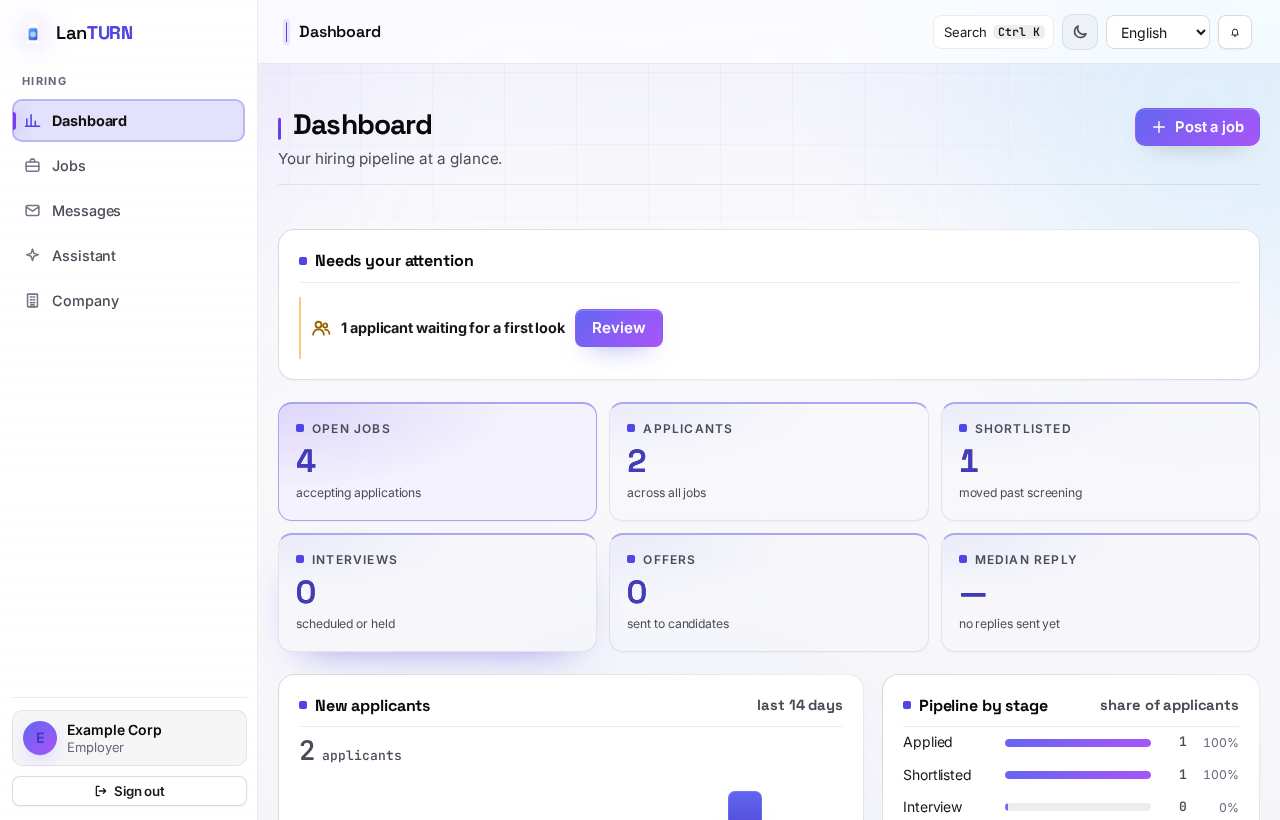 LanTURN
Dashboard
Search Ctrl K
English
HIRING
Dashboard
Jobs
Messages
Assistant
Company
Dashboard
Your hiring pipeline at a glance.
Post a job
Needs your attention
1 applicant waiting for a first look
Review
OPEN JOBS
4
accepting applications
APPLICANTS
2
across all jobs
SHORTLISTED
1
moved past screening
INTERVIEWS
0
scheduled or held
OFFERS
0
sent to candidates
MEDIAN REPLY
—
no replies sent yet
New applicants last 14 days
2 applicants
Pipeline by stage share of applicants
Applied 1 100%
Shortlisted 1 100%
Interview 0 0%
E
Example Corp
Employer
Sign out